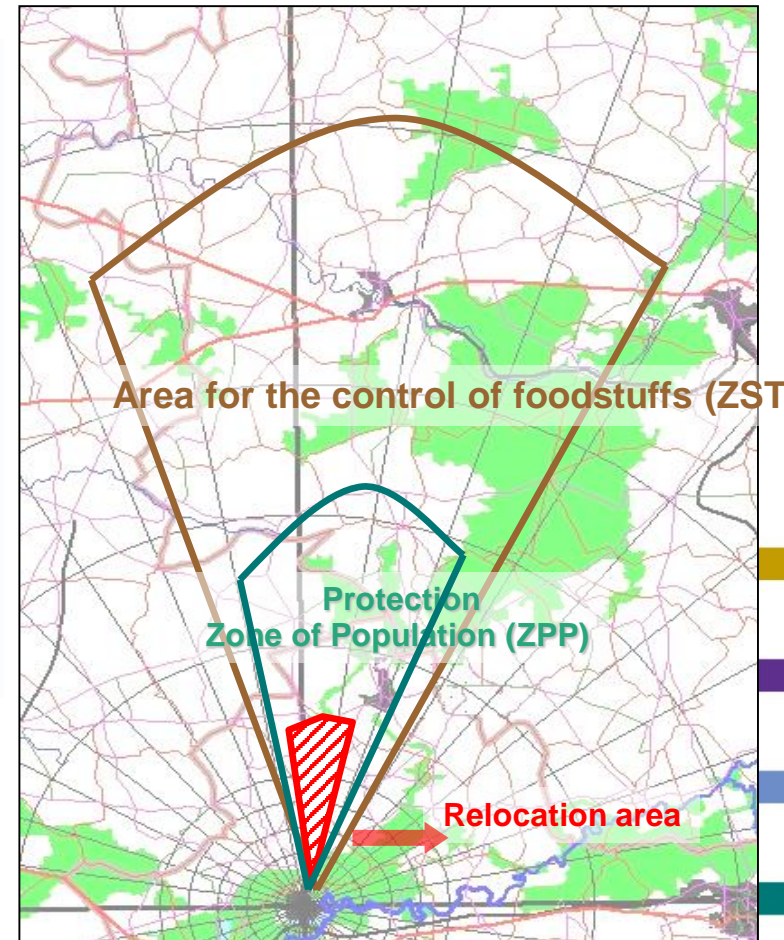 Area for the control of foodstuffs (ZST
Protection
Zone of Population (ZPP)
Relocation area